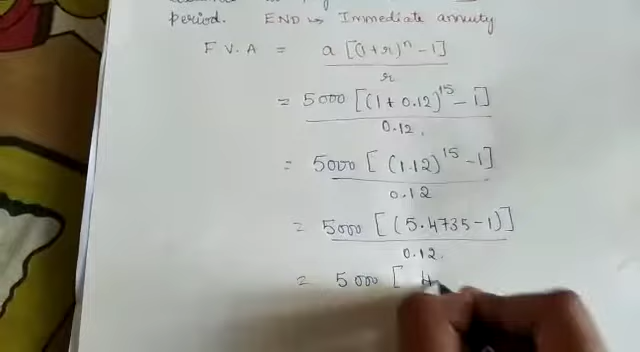 period. END ↳ Immediate annuity
F V. A = a [(1+r)^n - 1]
r
= 5000 [(1 + 0.12)^15 - 1]
0.12.
= 5000 [ (1.12)^15 - 1]
0.12
= 5000 [(5.4735-1)]
0.12.
= 5000 [